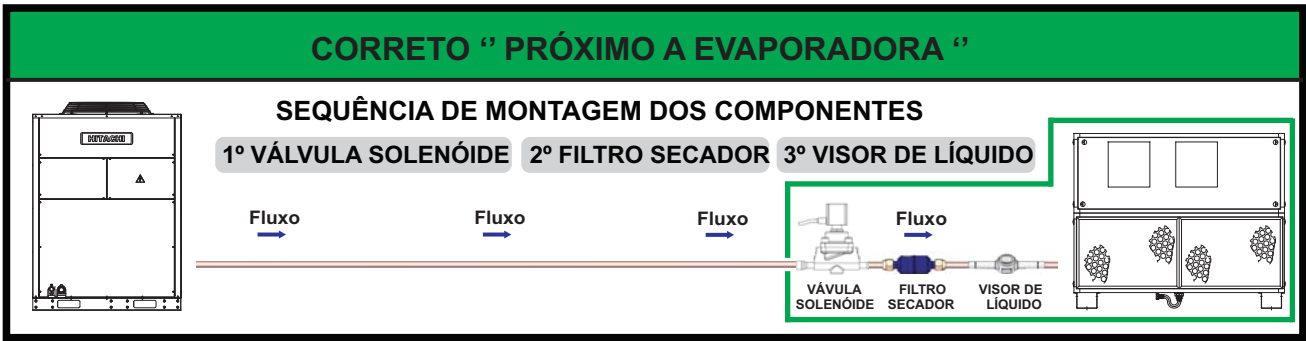 CORRETO ‘’ PRÓXIMO A EVAPORADORA ‘’
SEQUÊNCIA DE MONTAGEM DOS COMPONENTES
1º VÁLVULA SOLENÓIDE 2º FILTRO SECADOR 3º VISOR DE LÍQUIDO
HITACHI
Fluxo Fluxo Fluxo Fluxo
VÁVULA
SOLENÓIDE
FILTRO
SECADOR
VISOR DE
LÍQUIDO